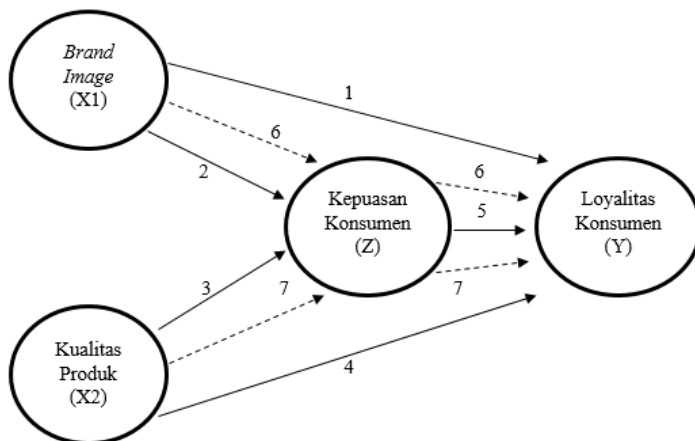 Brand
Image
(X1)
1
6
2
Kepuasan
Konsumen
(Z)
6
5
7
Loyalitas
Konsumen
(Y)
3
7
4
Kualitas
Produk
(X2)